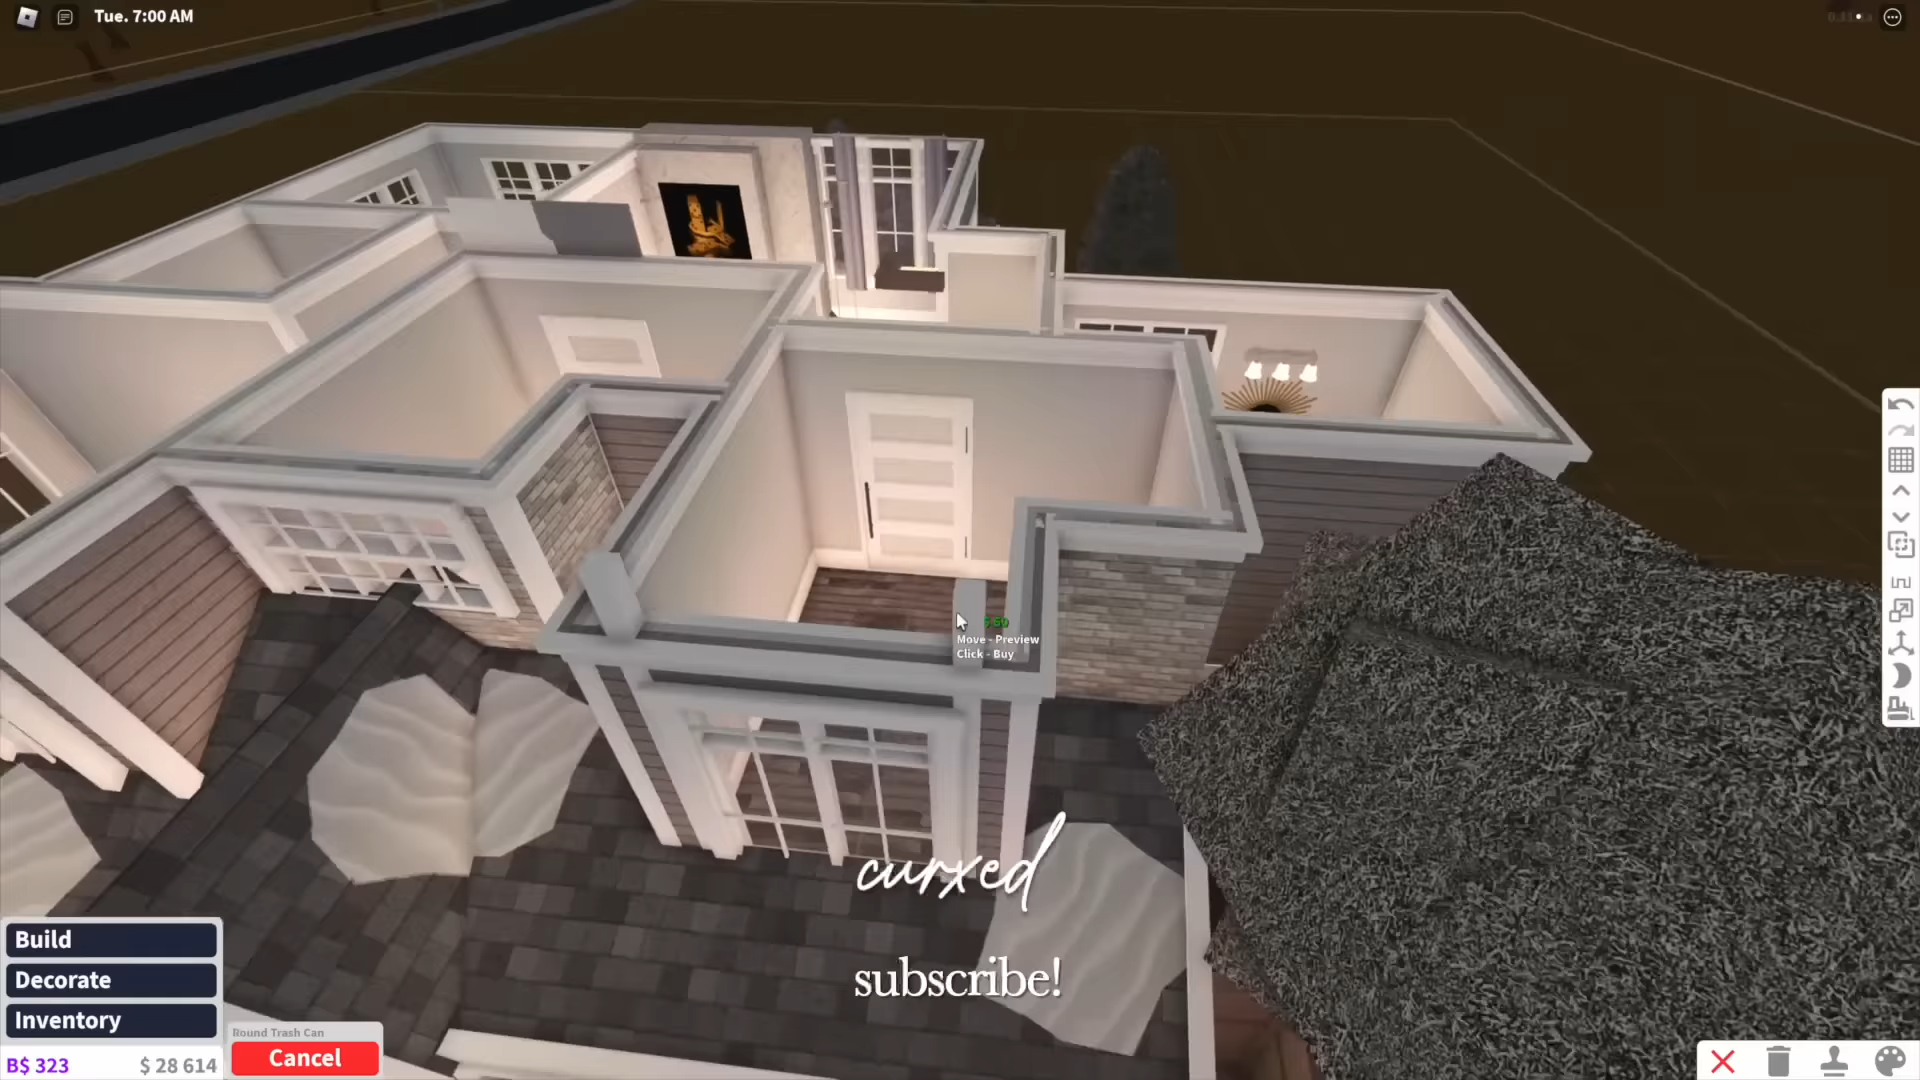 Tue. 7:00 AM
$ 50
Move - Preview
Click - Buy
curxed
subscribe!
Build
Decorate
Inventory
Round Trash Can
B$ 323
$ 28 614
Cancel